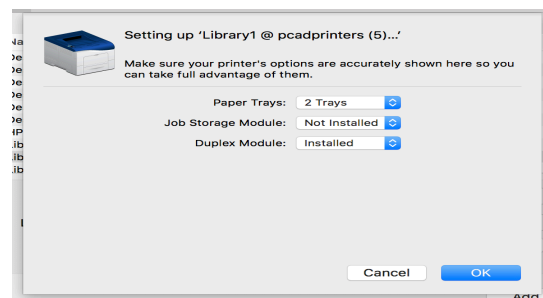 Setting up ‘Library1 @ pcadprinters (5)...’
Make sure your printer's options are accurately shown here so you
can take full advantage of them.
Paper Trays: 2 Trays
Job Storage Module: Not Installed
Duplex Module: Installed
Cancel OK